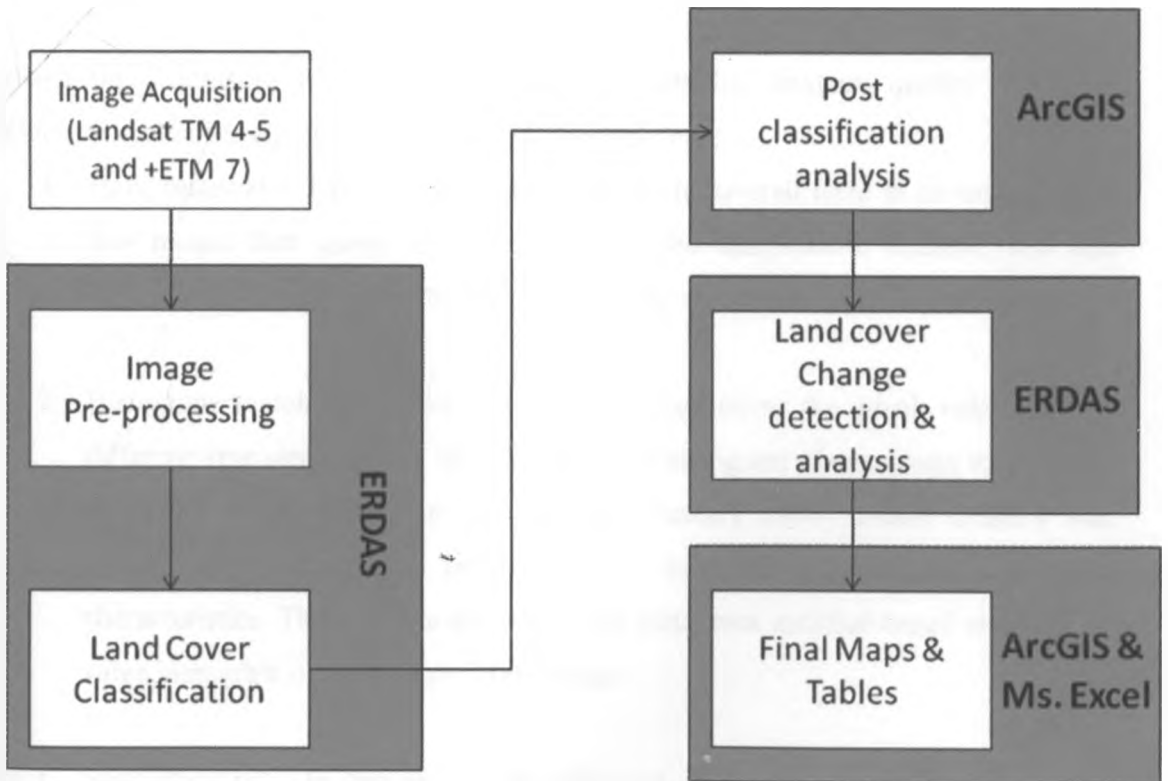 Image Acquisition
(Landsat TM 4-5
and +ETM 7)
Image
Pre-processing
Land Cover
Classification
ERDAS
Post
classification
analysis
ArcGIS
Land cover
Change
detection &
analysis
ERDAS
Final Maps &
Tables
ArcGIS &
Ms. Excel